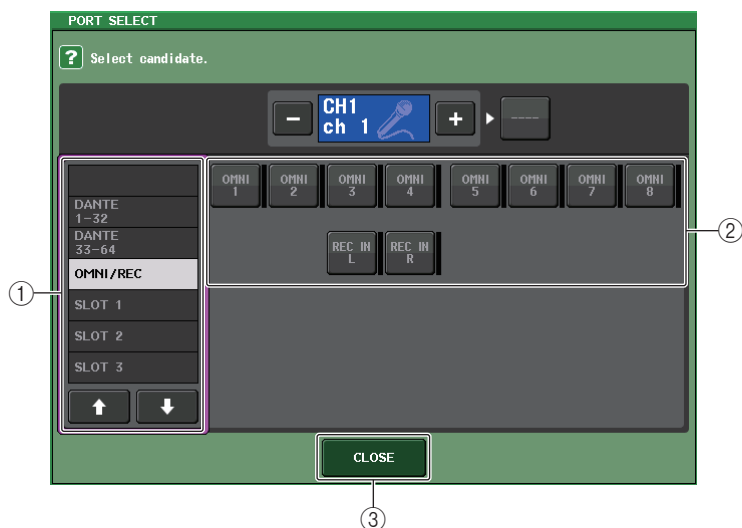 PORT SELECT
? Select candidate.
− CH1 + ----
ch 1
DANTE
1–32
DANTE
33–64
OMNI/REC
SLOT 1
SLOT 2
SLOT 3
OMNI 1
OMNI 2
OMNI 3
OMNI 4
OMNI 5
OMNI 6
OMNI 7
OMNI 8
REC IN L
REC IN R
CLOSE
①
②
③